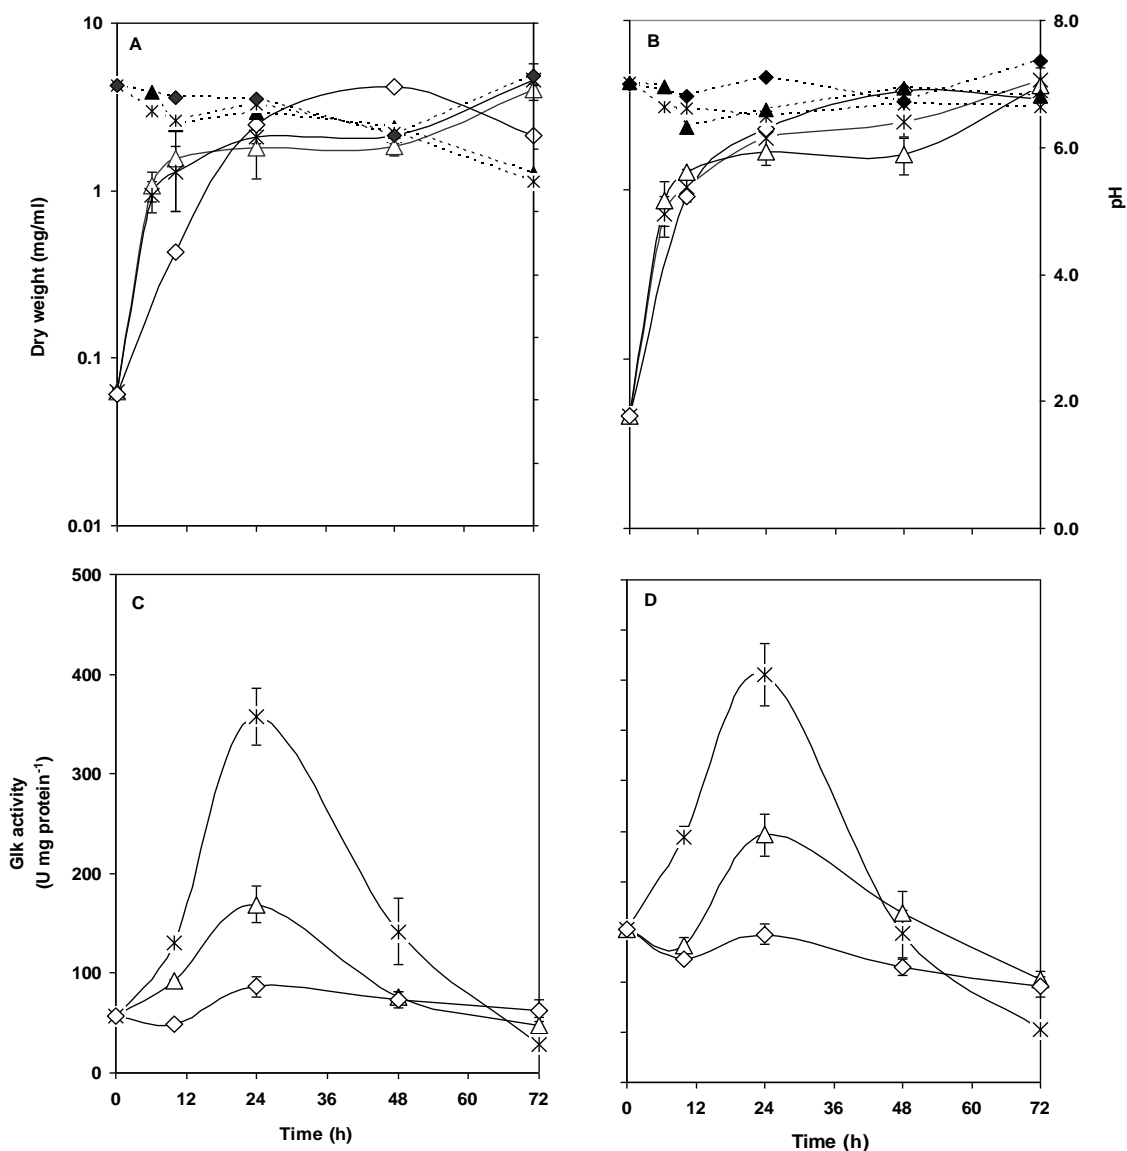 A
B
10
1
0.1
0.01
Dry weight (mg/ml)
8.0
6.0
4.0
2.0
0.0
pH
C
D
500
400
300
200
100
0
Glk activity
(U mg protein⁻¹)
0 12 24 36 48 60 72
Time (h)
0 12 24 36 48 60 72
Time (h)